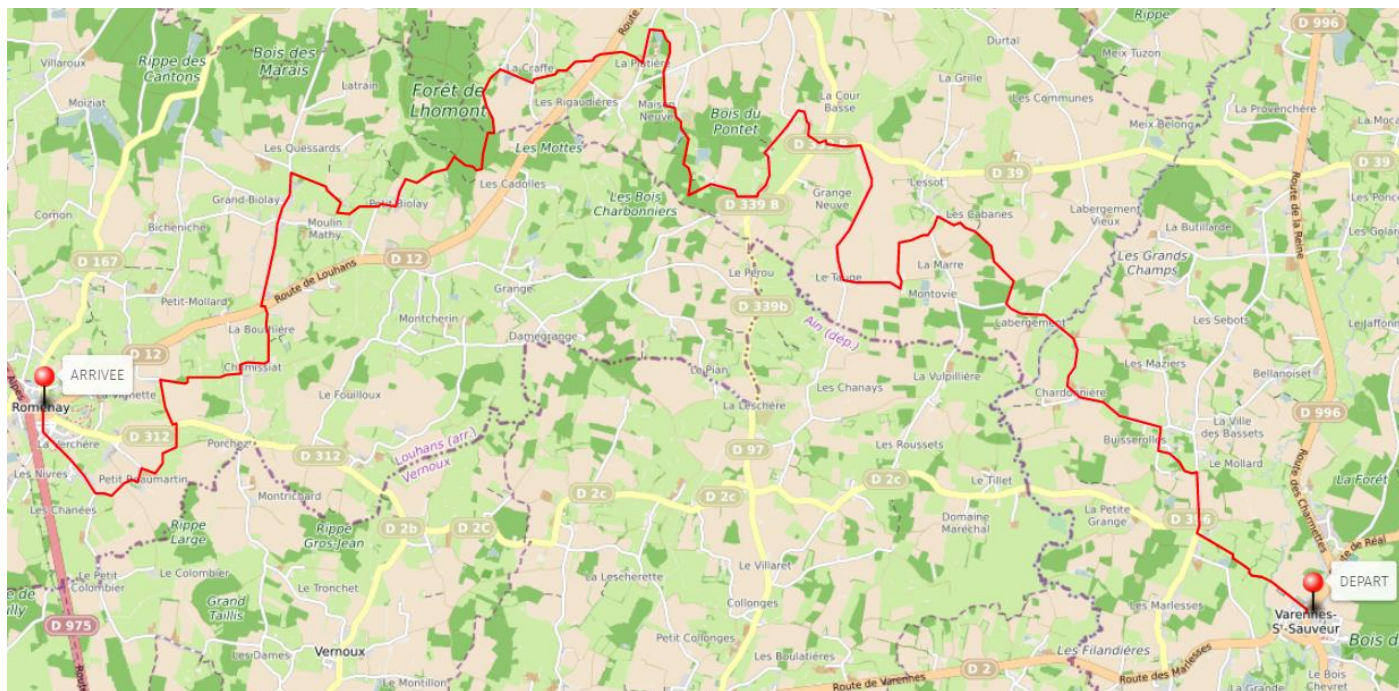 Rippe
D 996
Durtal
Meix Tuzon
Villaroux
Rippe des
Cantons
Bois des
Marais
La Craffe
La Platière
Latrain
Forêt de
Lhomont
Les Rigaudières
Maison
Neuve
La Grille
La Cour
Basse
Les Communes
La Provenchère
Moiziat
Bois du
Pontet
Meix Belong
Les Quessards
Les Mottes
D 39
D 39
Les Cadolles
Grange
Neuve
Lessot
Grand-Biolay
Petit Biolay
Les Bois
Charbonniers
D 339 B
Les Cabanes
Labergement
Vieux
Cornon
Bicheniche
Moulin
Mathy
La Butillarde
Route de la Reine
D 167
D 12
Route de Louhans
Grange
Le Pérou
Le Tauge
La Marre
Les Grands
Champs
Montovie
Petit-Mollard
Montcherin
D 339b
Ain (dép.)
Labergement
Les Sebots
La Bouthière
Damegrange
D 12
Chamissiat
Le Pian
ARRIVEE
Les Chanays
La Vulpillière
Les Maziers
Bellanoiset
Romenay
La Vignette
Le Fouilloux
La Leschère
Chardonnière
D 996
La Verchère
D 312
Porchez
D 312
Louhans (arr.)
Vernoux
D 97
Les Roussets
Buisserolles
La Ville
des Bassets
Le Mollard
Les Nivres
Petit Beaumartin
Montrichard
D 2c
D 2c
D 2c
Le Tillet
La Forêt
Les Chanées
Rippe
Large
Rippe
Gros-Jean
D 2b
D 2C
Domaine
Maréchal
La Petite
Grange
Route des Charmettes
Le Petit
Colombier
Le Colombier
Le Tronchet
La Lescherette
Le Villaret
DEPART
Grand
Taillis
Collonges
Les Marlesses
Varennes-
St-Sauveur
D 975
Les Dames
Vernoux
Petit Collonges
Les Boulatières
Les Filandières
D 2
Le Montillon
Route de Varennes
Route des Marlesses
La Grande
Le Bois
Chevret